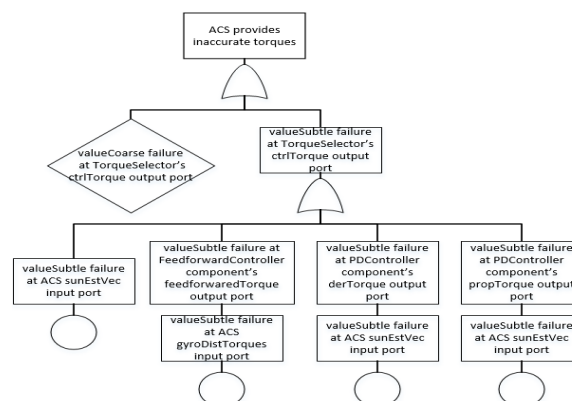 ACS provides
inaccurate torques
valueCoarse failure
at TorqueSelector's
ctrlTorque output port
valueSubtle failure
at TorqueSelector's
ctrlTorque output
port
valueSubtle failure
at ACS sunEstVec
input port
valueSubtle failure at
FeedforwardController
component's
feedforwaredTorque
output port
valueSubtle failure
at PDController
component's
derTorque output
port
valueSubtle failure
at PDController
component's
propTorque output
port
valueSubtle failure
at ACS
gyroDistTorques
input port
valueSubtle failure
at ACS sunEstVec
input port
valueSubtle failure
at ACS sunEstVec
input port